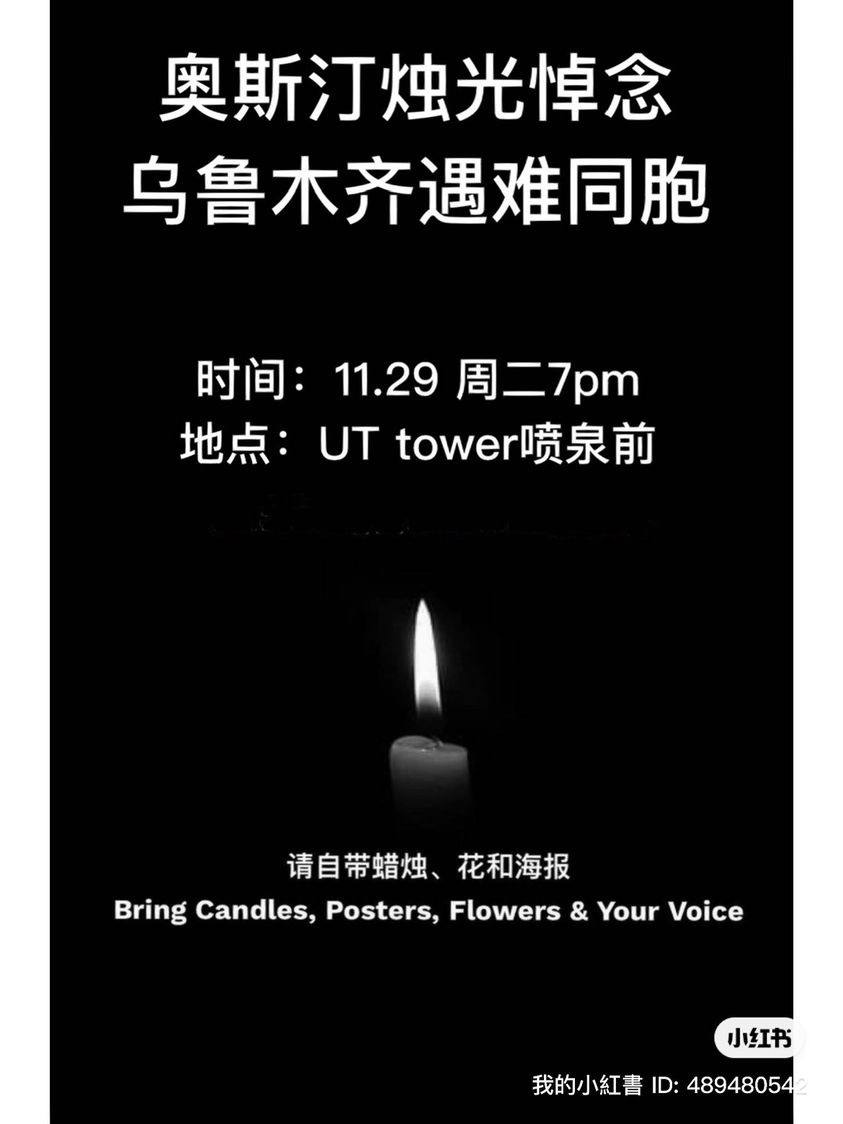 奥斯汀烛光悼念
乌鲁木齐遇难同胞
时间：11.29 周二7pm
地点：UT tower喷泉前
请自带蜡烛、花和海报
Bring Candles, Posters, Flowers & Your Voice
小红书
我的小紅書 ID: 489480542